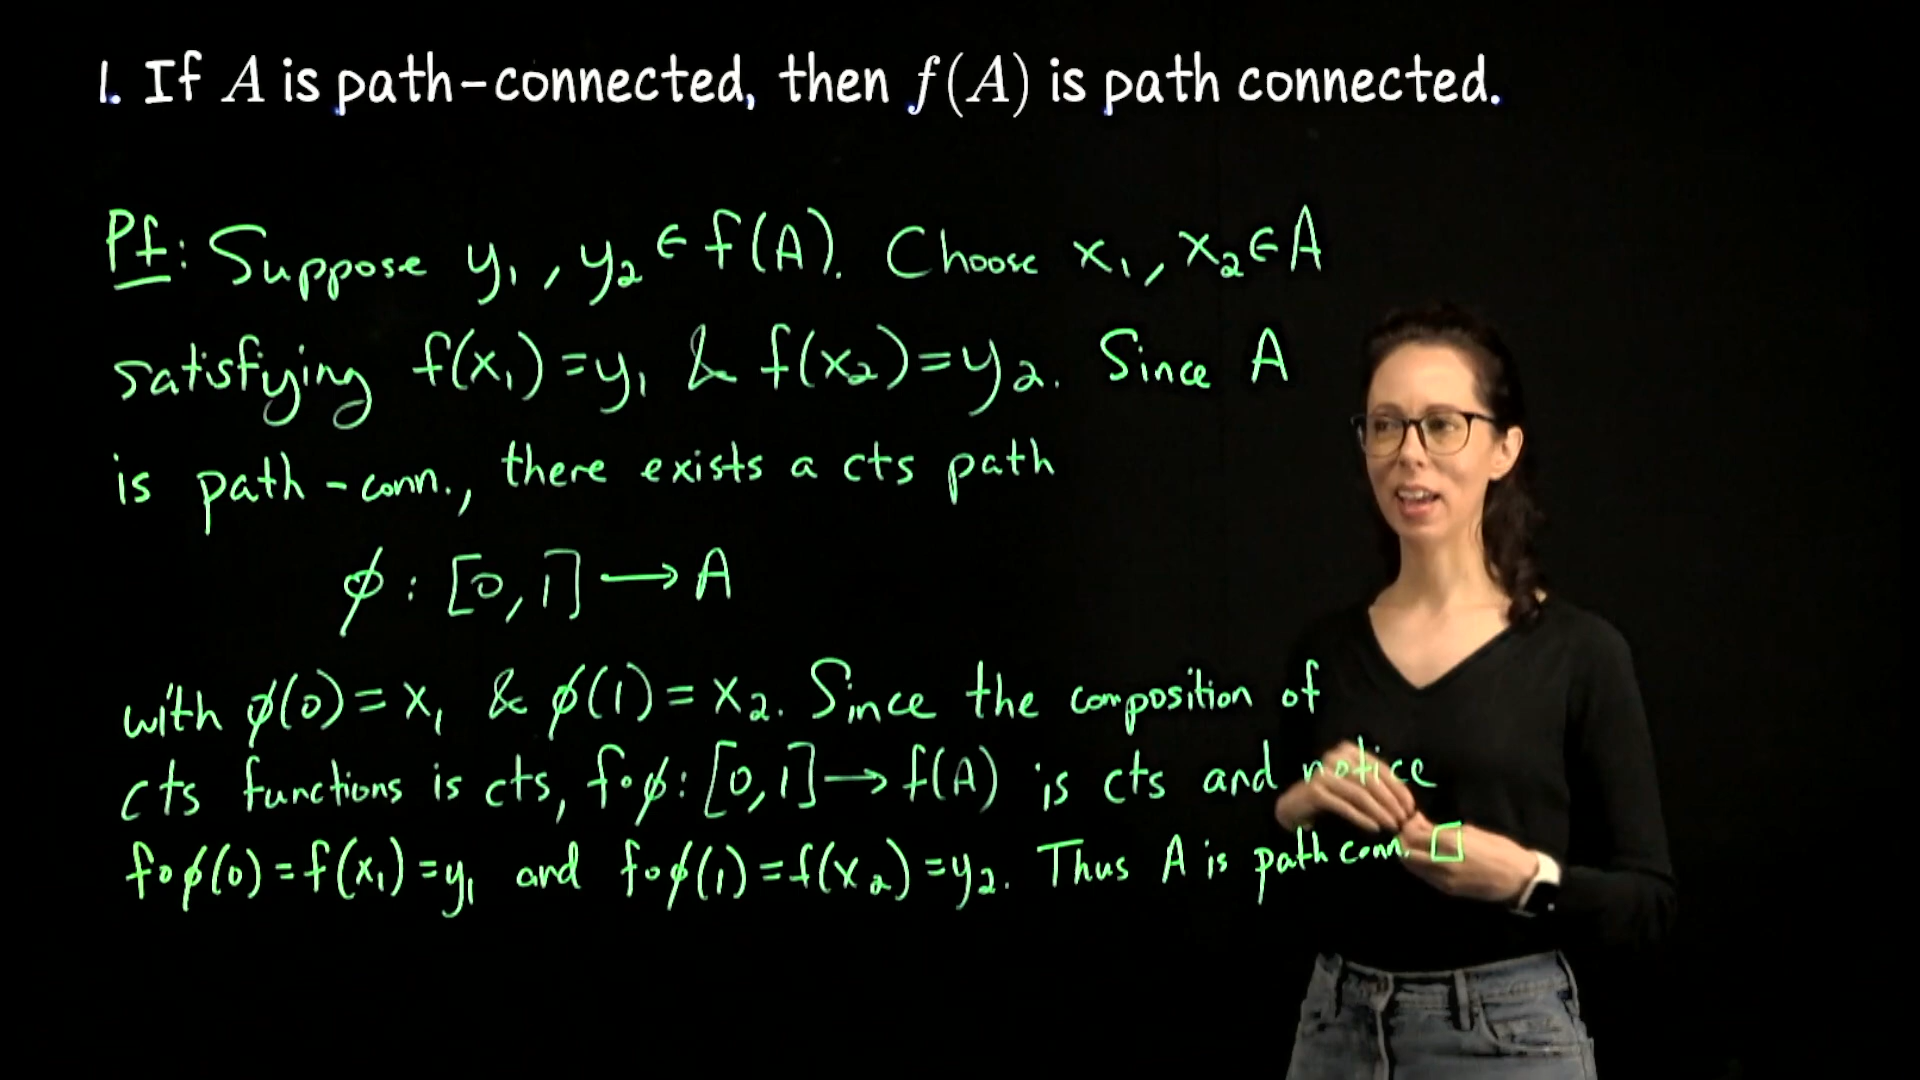 1. If A is path-connected, then f(A) is path connected.
Pf: Suppose y₁, y₂ ∈ f(A). Choose x₁, x₂ ∈ A
satisfying f(x₁) = y₁ & f(x₂) = y₂. Since A
is path-conn., there exists a cts path
ϕ : [0,1] ⟶ A
with ϕ(0) = x₁ & ϕ(1) = x₂. Since the composition of
cts functions is cts, f∘ϕ : [0,1] ⟶ f(A) is cts and notice
f∘ϕ(0) = f(x₁) = y₁ and f∘ϕ(1) = f(x₂) = y₂. Thus A is path conn. □